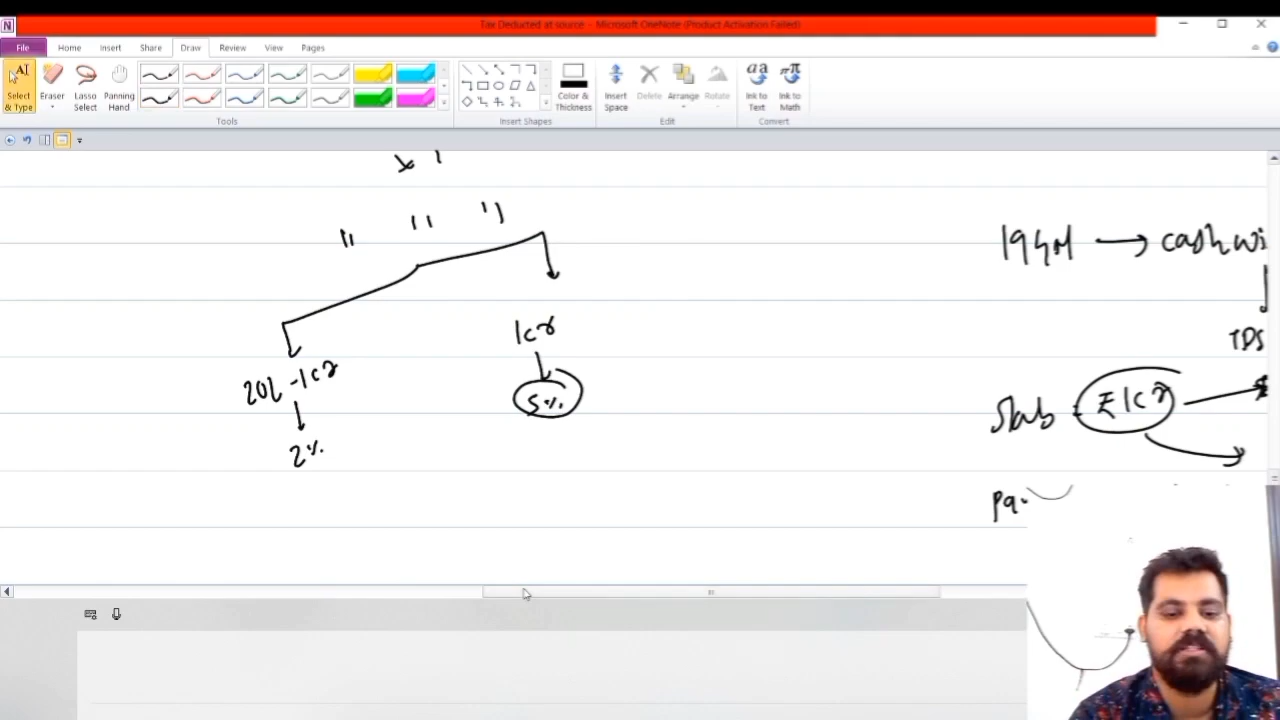 Tax Deducted at source - Microsoft OneNote (Product Activation Failed)
File Home Insert Share Draw Review View Pages
Select & Type
Eraser
Lasso Select
Panning Hand
Color & Thickness
Insert Space
Delete
Arrange
Rotate
Ink to Text
Ink to Math
Tools
Insert Shapes
Edit
Convert
" " "
20L - 1cr
2%
1cr
5%
194M → cash wi
TDS
Slab - ₹1cr